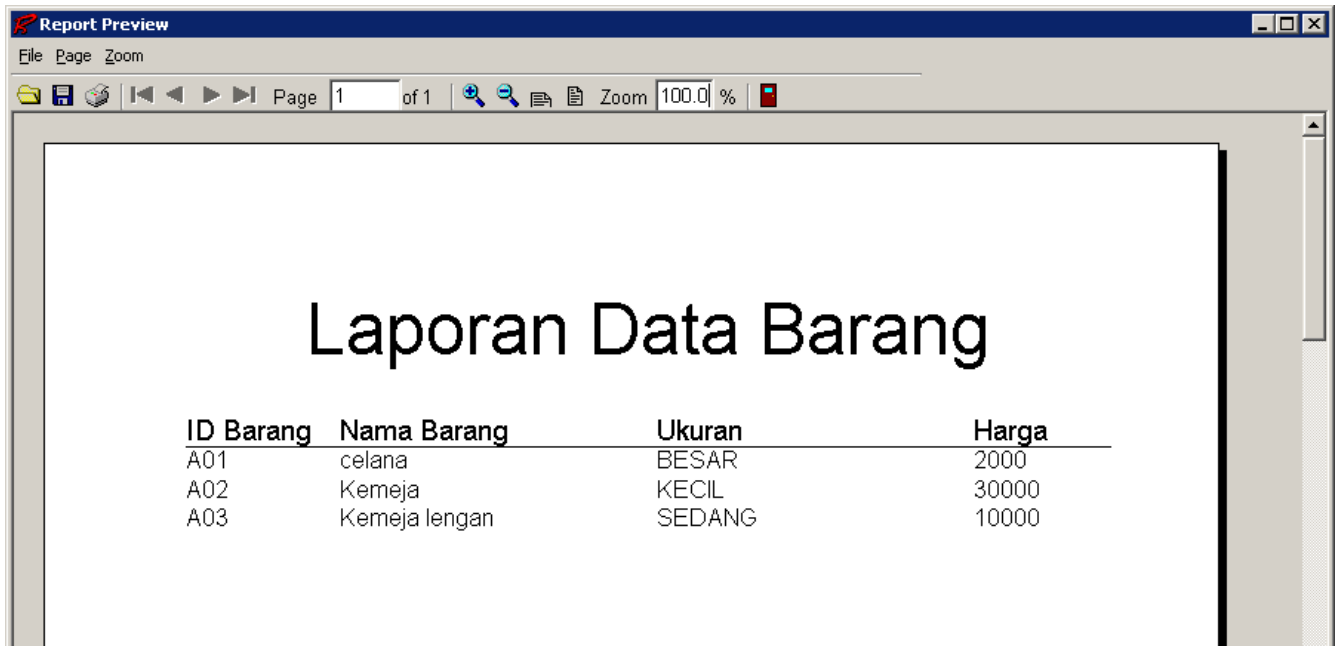 Report Preview
File Page Zoom
Page 1 of 1 Zoom 100.0 %
Laporan Data Barang
ID Barang Nama Barang Ukuran Harga
A01 celana BESAR 2000
A02 Kemeja KECIL 30000
A03 Kemeja lengan SEDANG 10000